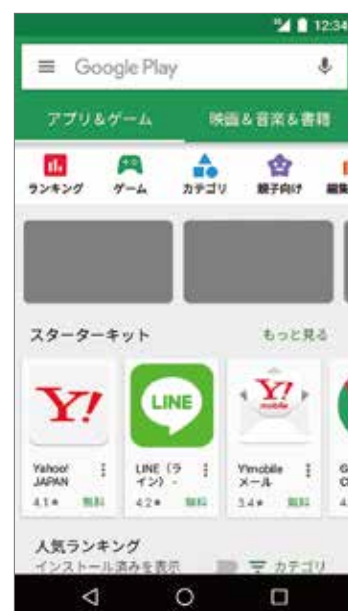 12:34
Google Play
アプリ&ゲーム 映画&音楽&書籍
ランキング ゲーム カテゴリ 親子向け 編集
スターターキット もっと見る
Y!
LINE
Y!
mobile
Yahoo! JAPAN
LINE(ライン) -
Y!mobile メール
G
C
4.1★ 無料 4.2★ 無料 3.4★ 無料 4.
人気ランキング
インストール済みを表示 カテゴリ